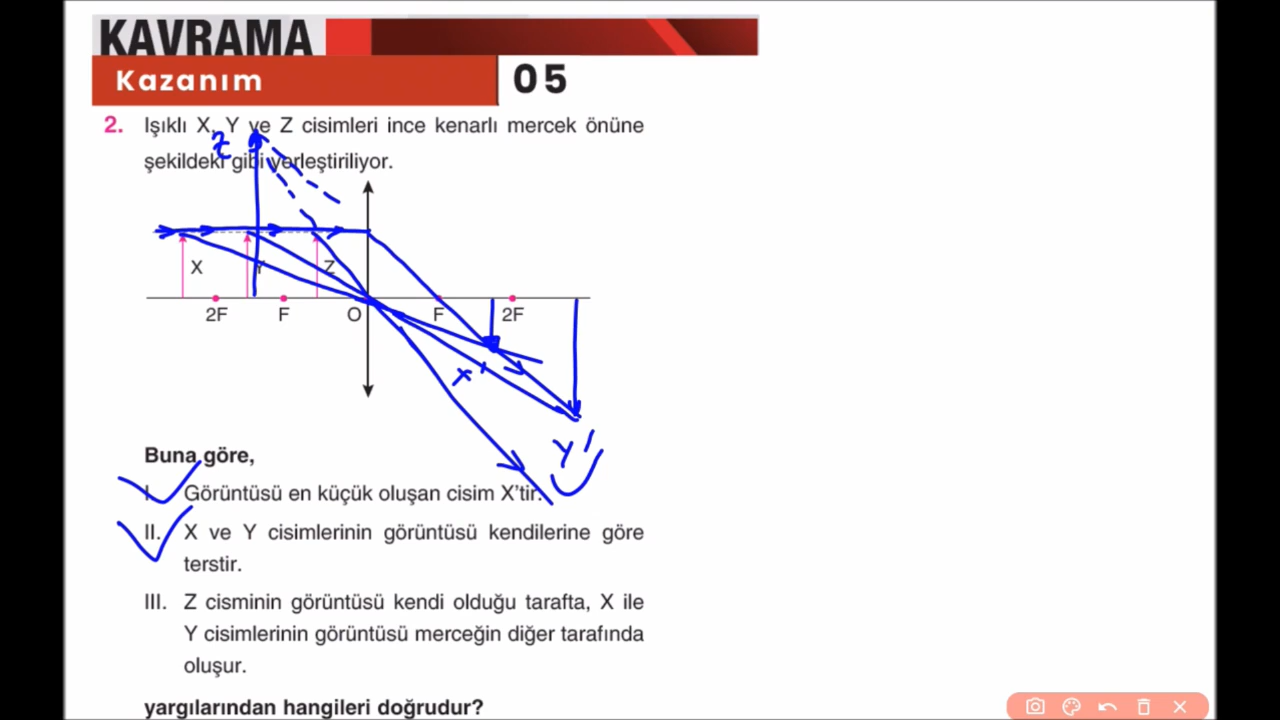 KAVRAMA
Kazanım 05
2. Işıklı X, Y ve Z cisimleri ince kenarlı mercek önüne
şekildeki gibi yerleştiriliyor.
Z'
X Y Z
2F F O F 2F
X'
Y'
Buna göre,
I. Görüntüsü en küçük oluşan cisim X'tir.
II. X ve Y cisimlerinin görüntüsü kendilerine göre
terstir.
III. Z cisminin görüntüsü kendi olduğu tarafta, X ile
Y cisimlerinin görüntüsü merceğin diğer tarafında
oluşur.
yargılarından hangileri doğrudur?